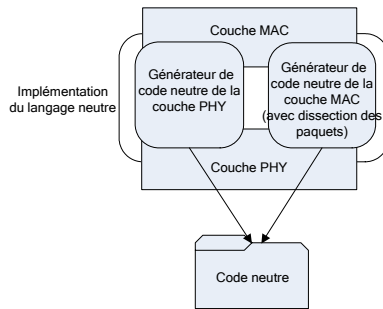 Couche MAC
Implémentation
du langage neutre
Générateur de
code neutre de la
couche PHY
Générateur de
code neutre de la
couche MAC
(avec dissection des
paquets)
Couche PHY
Code neutre